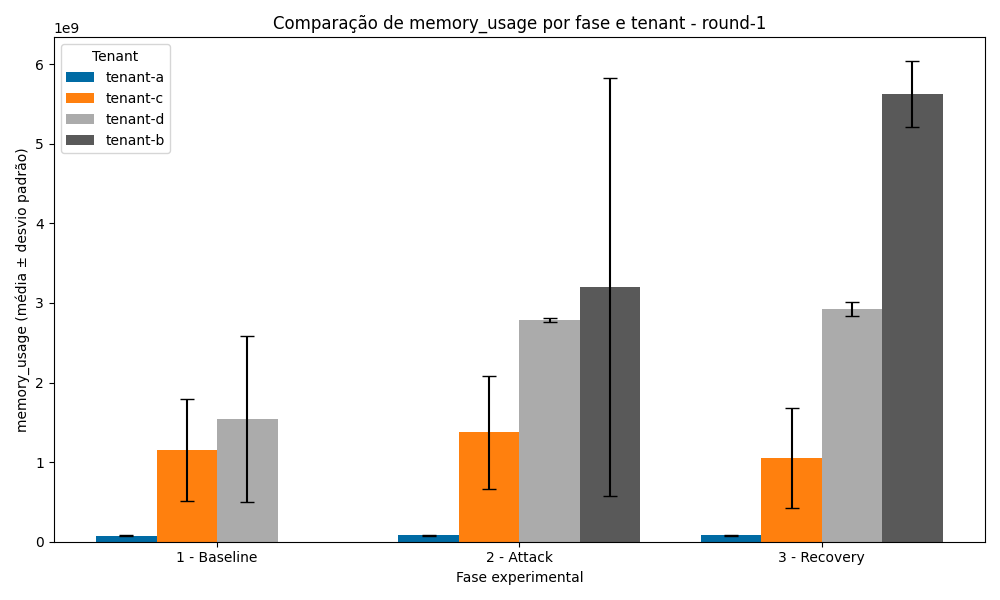 Comparação de memory_usage por fase e tenant - round-1
1e9
Tenant
tenant-a
tenant-c
tenant-d
tenant-b
memory_usage (média ± desvio padrão)
6
5
4
3
2
1
0
1 - Baseline
2 - Attack
3 - Recovery
Fase experimental